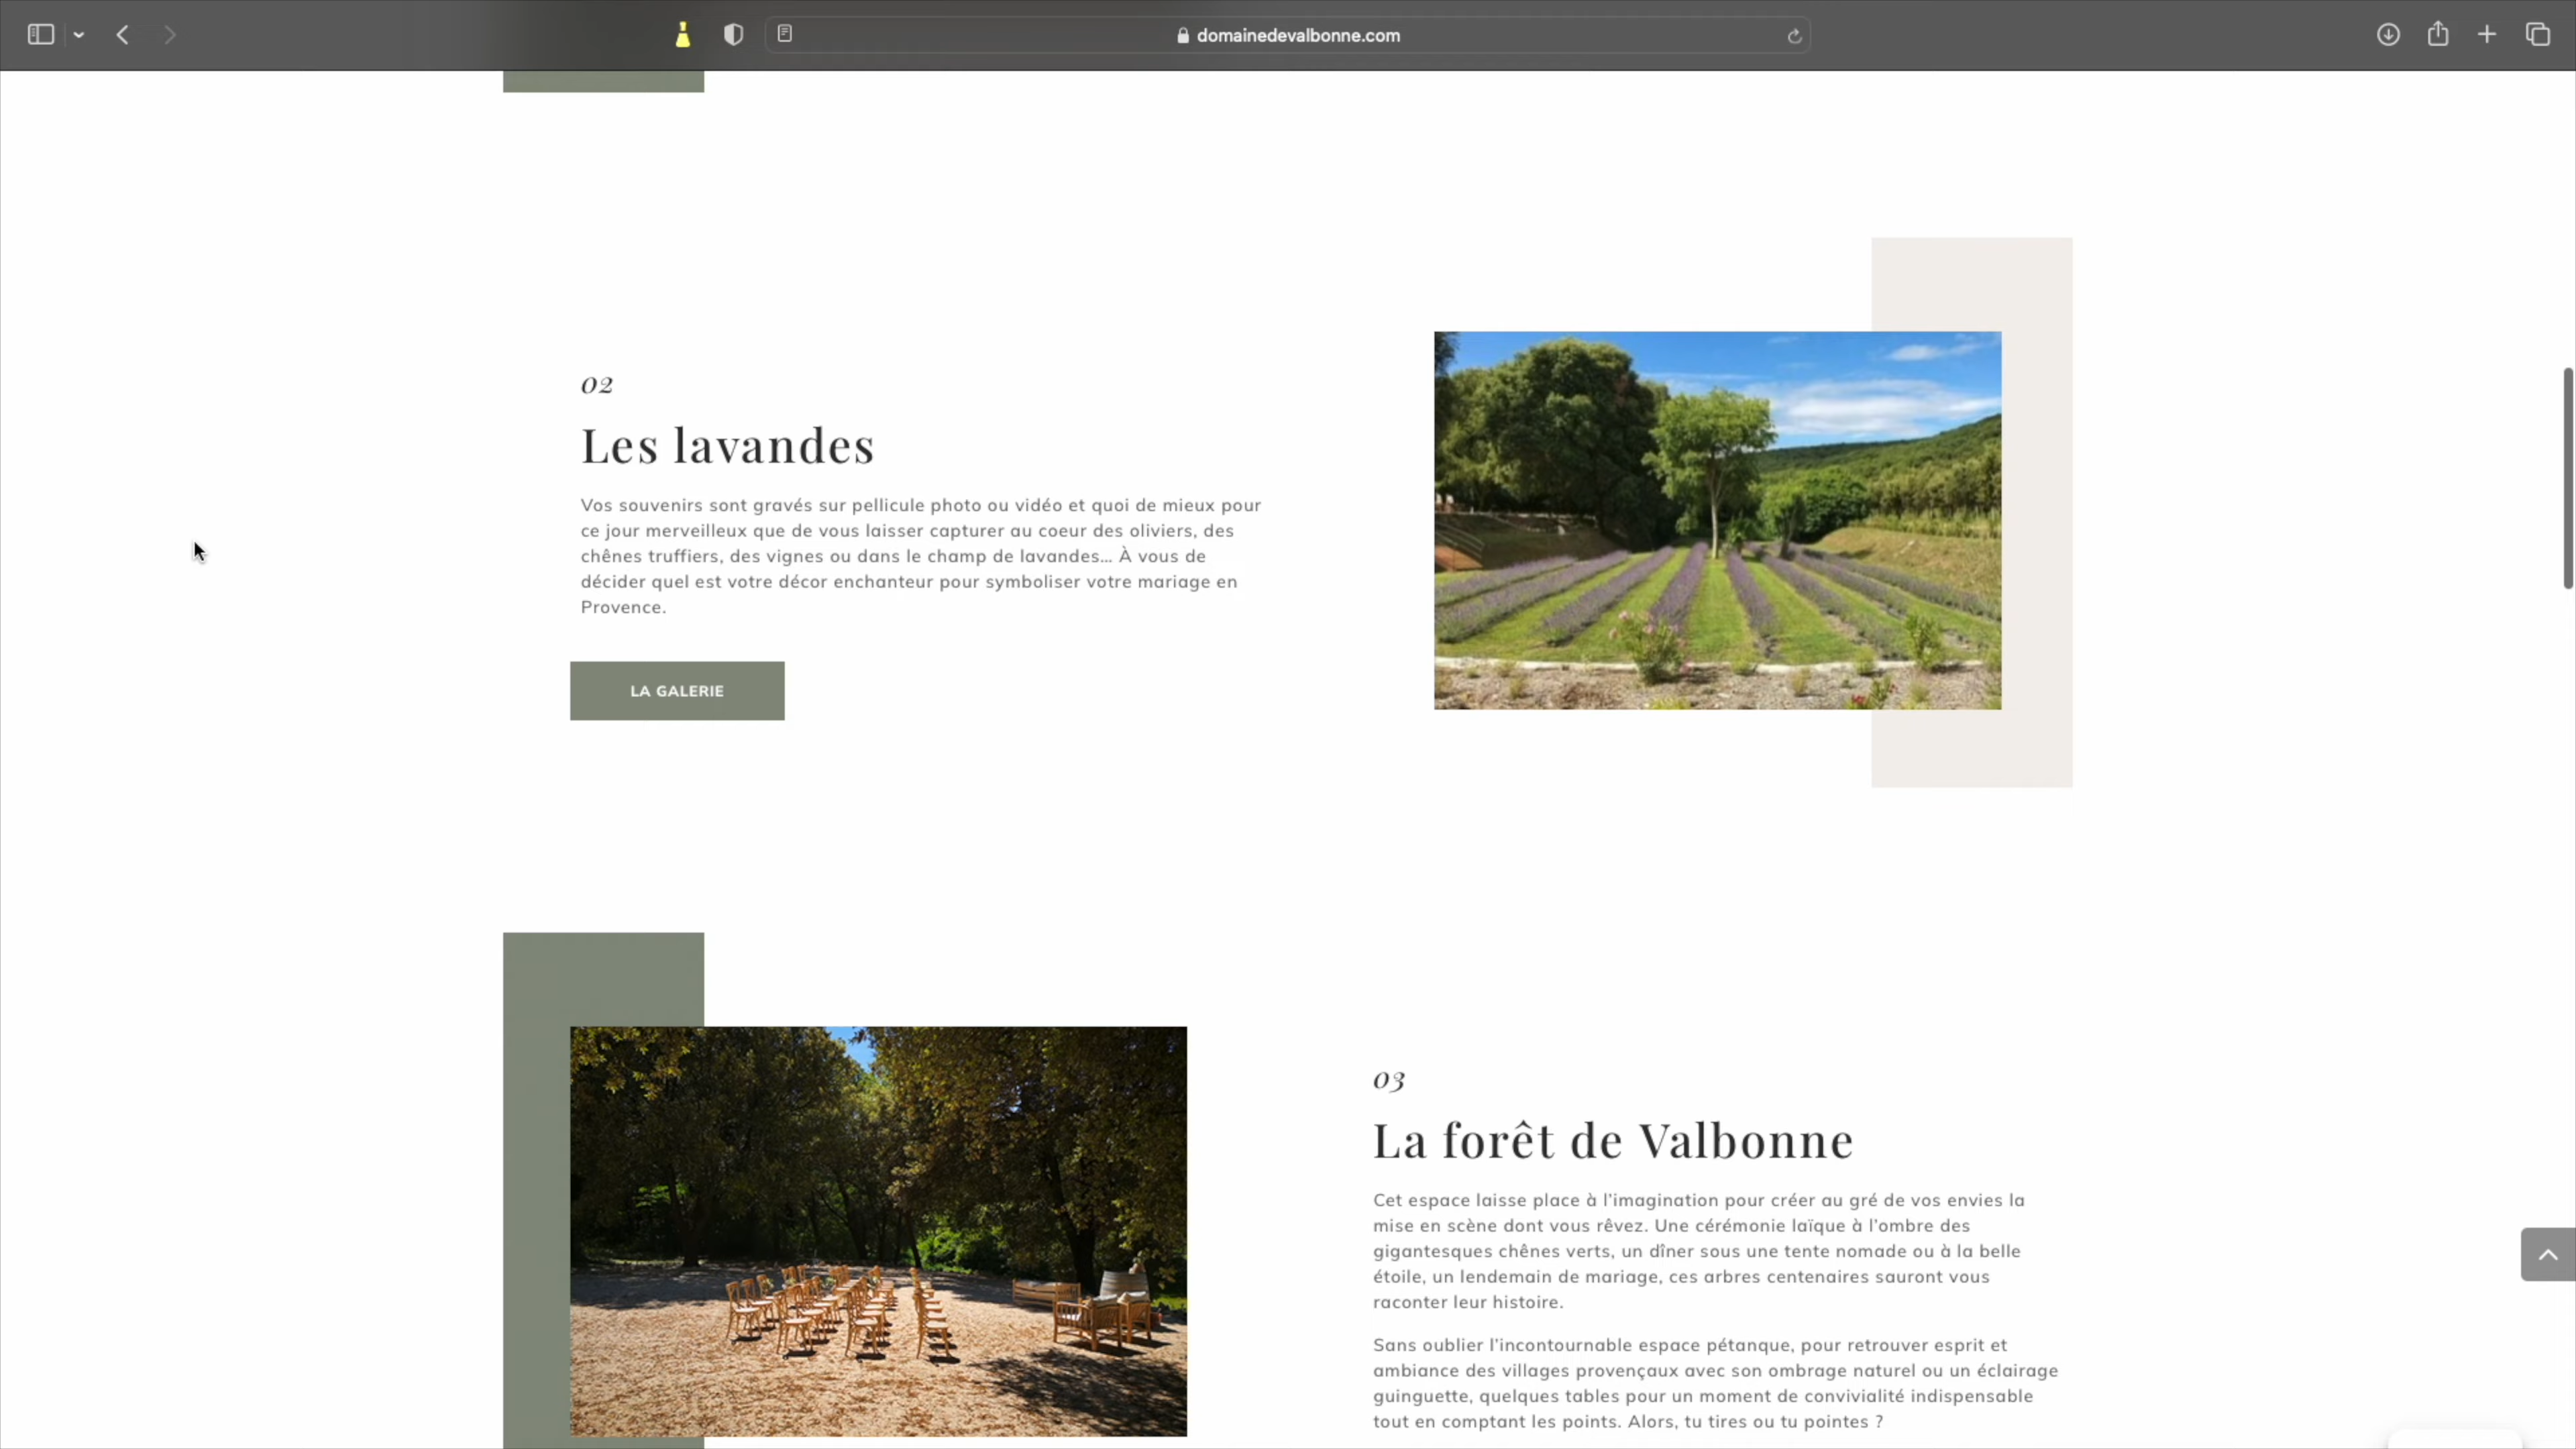 domainedevalbonne.com
02
Les lavandes
Vos souvenirs sont gravés sur pellicule photo ou vidéo et quoi de mieux pour
ce jour merveilleux que de vous laisser capturer au coeur des oliviers, des
chênes truffiers, des vignes ou dans le champ de lavandes... À vous de
décider quel est votre décor enchanteur pour symboliser votre mariage en
Provence.
LA GALERIE
03
La forêt de Valbonne
Cet espace laisse place à l'imagination pour créer au gré de vos envies la
mise en scène dont vous rêvez. Une cérémonie laïque à l'ombre des
gigantesques chênes verts, un dîner sous une tente nomade ou à la belle
étoile, un lendemain de mariage, ces arbres centenaires sauront vous
raconter leur histoire.
Sans oublier l'incontournable espace pétanque, pour retrouver esprit et
ambiance des villages provençaux avec son ombrage naturel ou un éclairage
guinguette, quelques tables pour un moment de convivialité indispensable
tout en comptant les points. Alors, tu tires ou tu pointes ?